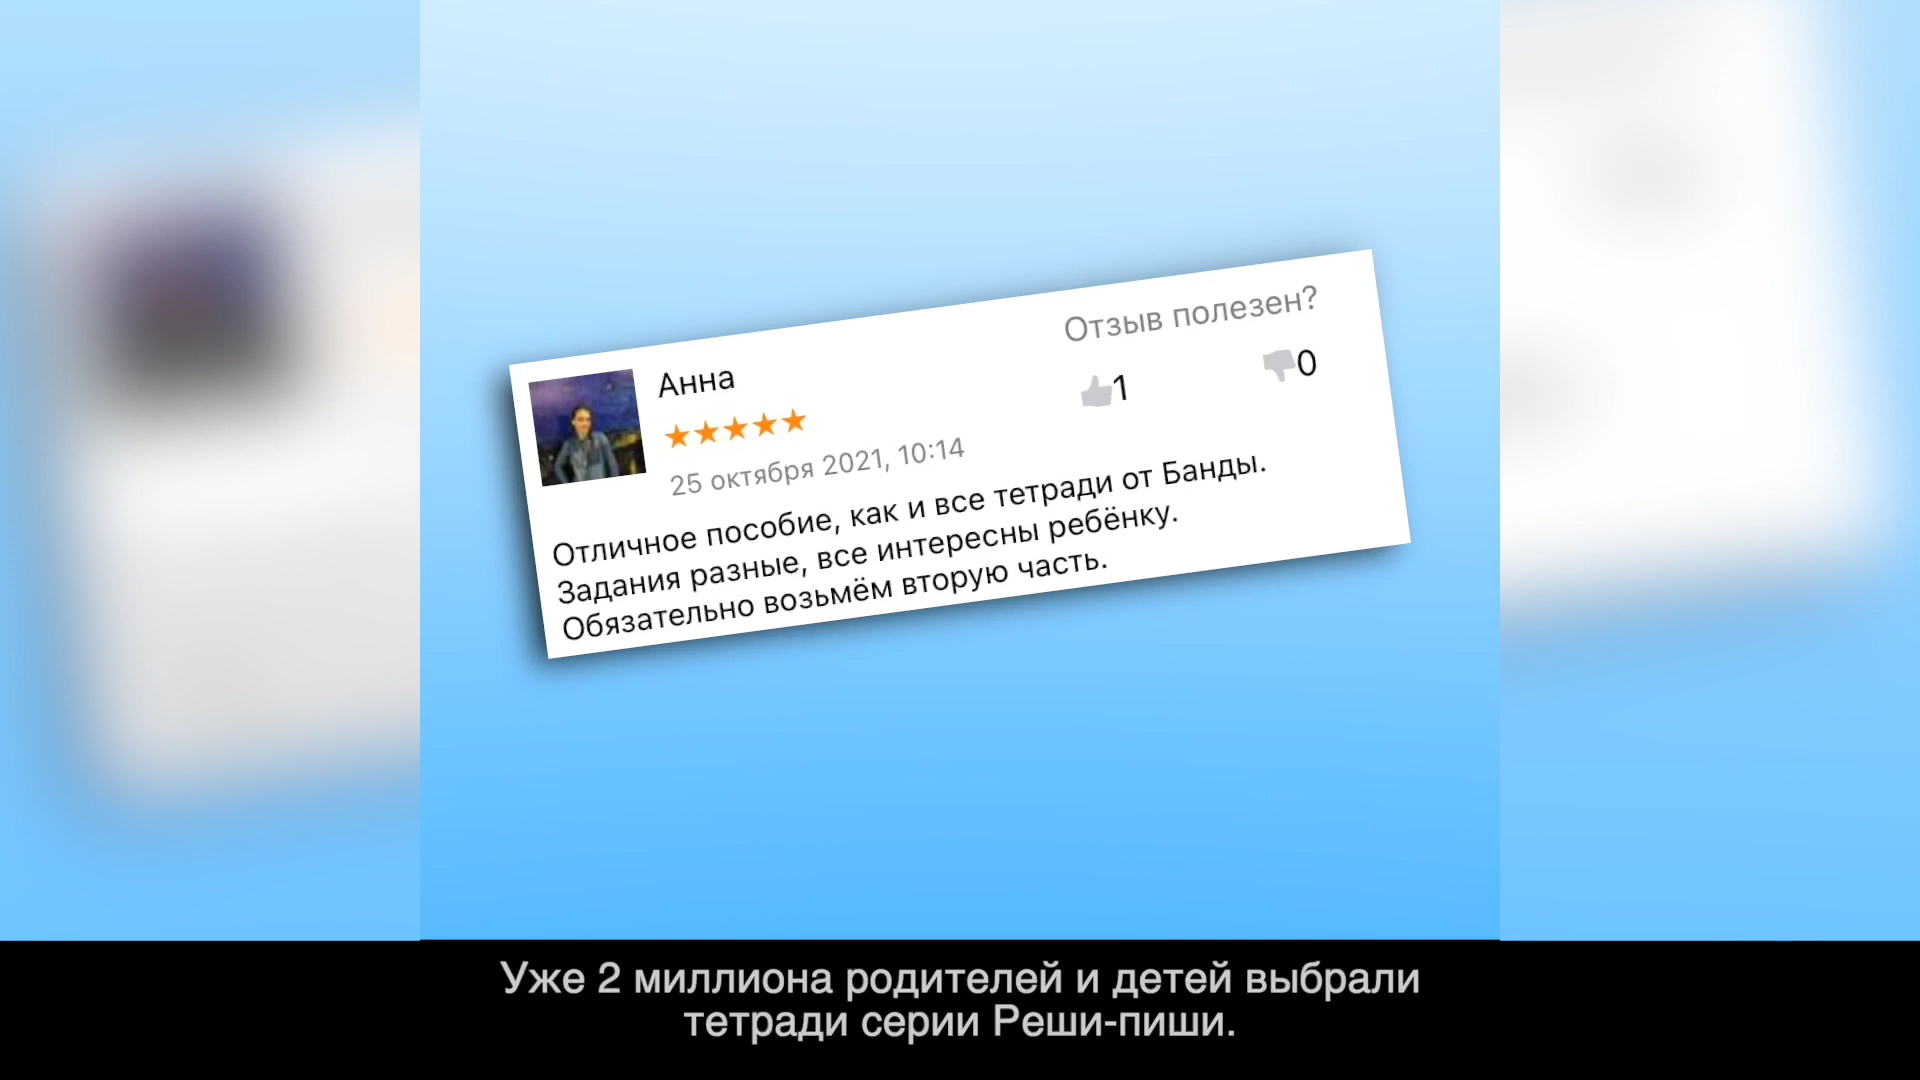 Отзыв полезен?
Анна
1
0
25 октября 2021, 10:14
Отличное пособие, как и все тетради от Банды.
Задания разные, все интересны ребёнку.
Обязательно возьмём вторую часть.
Уже 2 миллиона родителей и детей выбрали
тетради серии Реши-пиши.